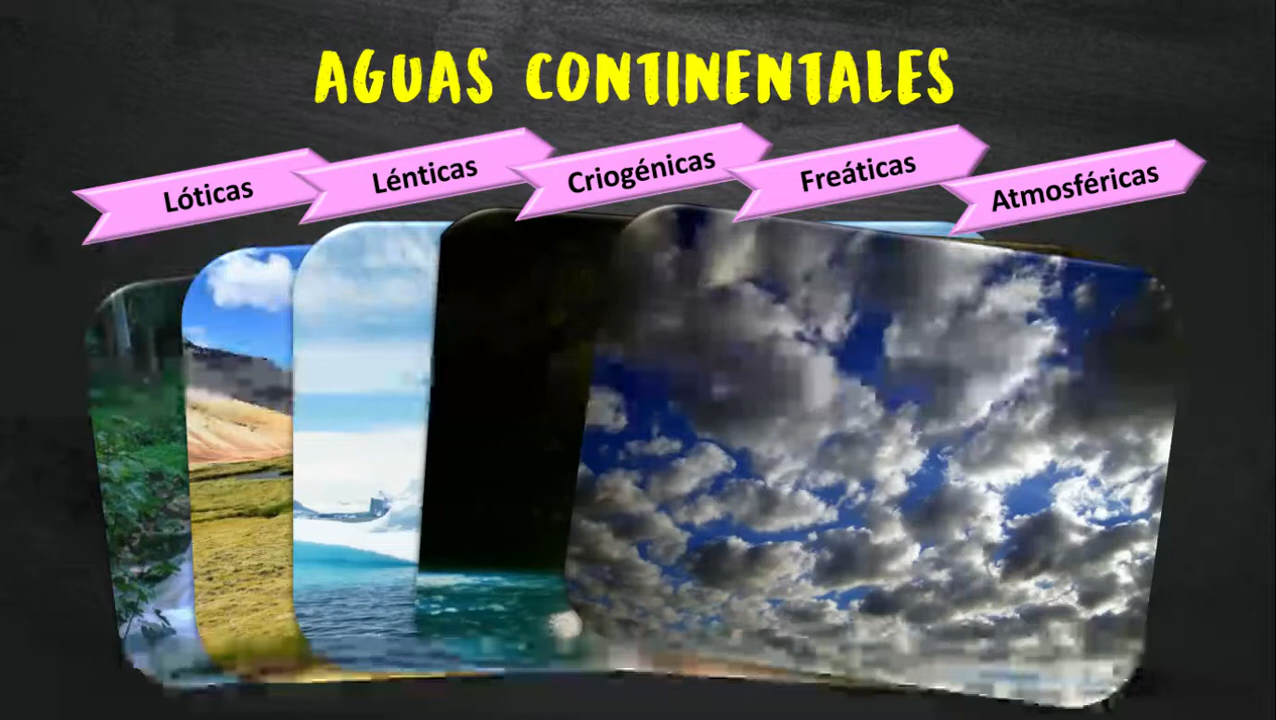 AGUAS CONTINENTALES
Lóticas
Lénticas
Criogénicas
Freáticas
Atmosféricas